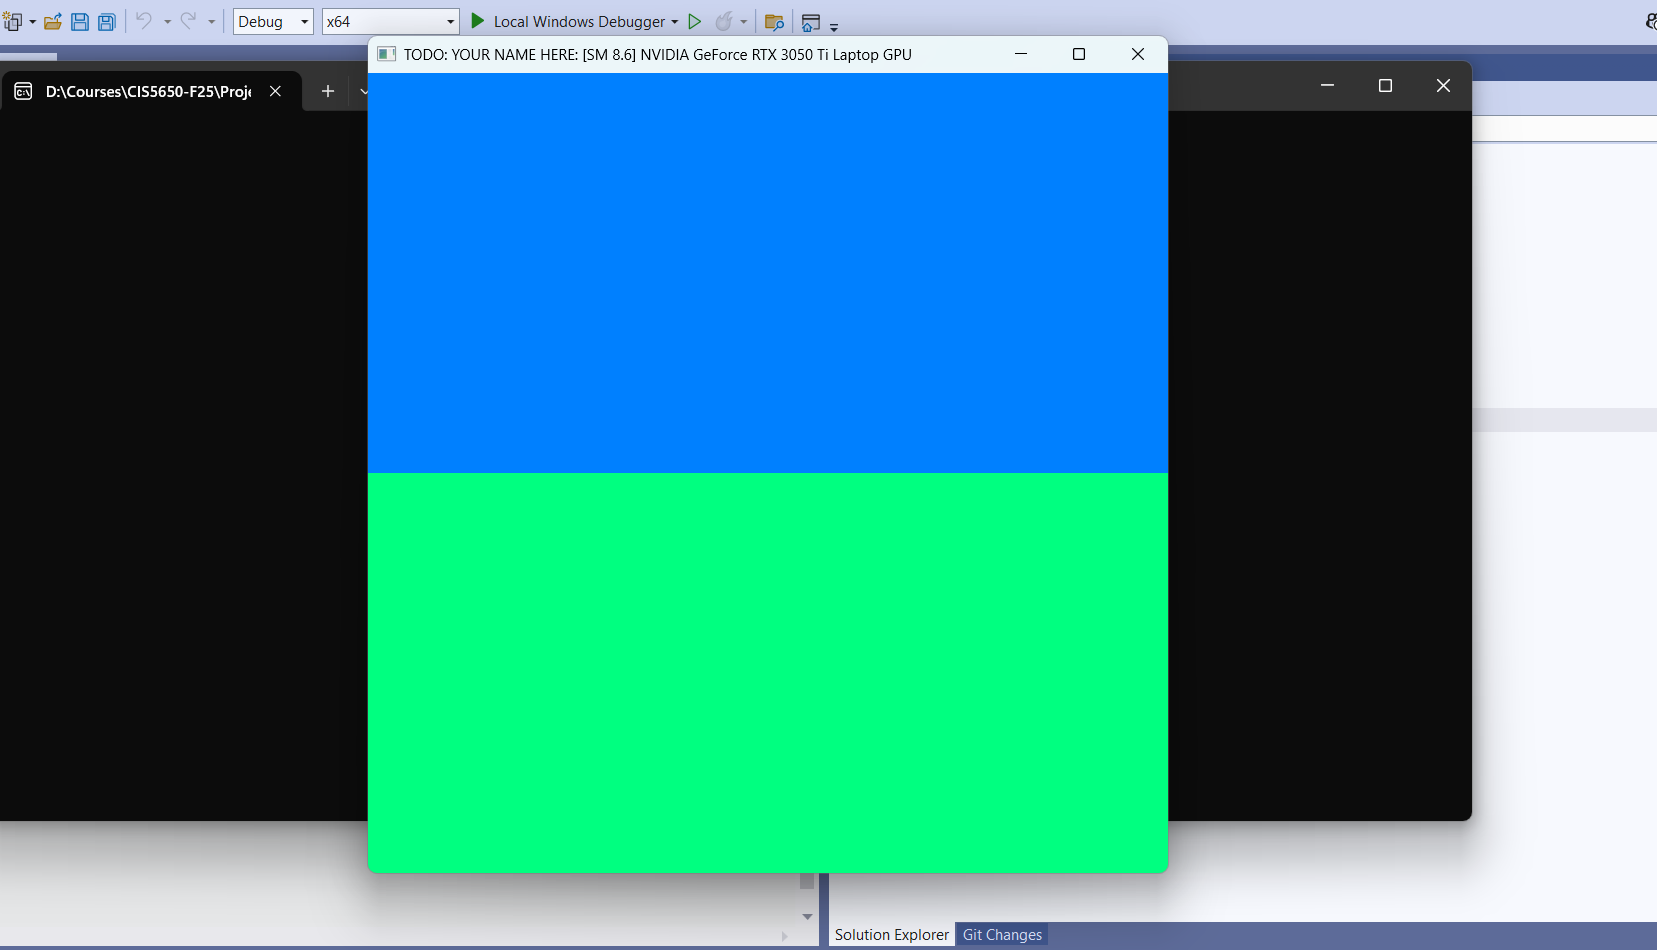 Debug x64 Local Windows Debugger
TODO: YOUR NAME HERE: [SM 8.6] NVIDIA GeForce RTX 3050 Ti Laptop GPU
D:\Courses\CIS5650-F25\Proje
Solution Explorer Git Changes